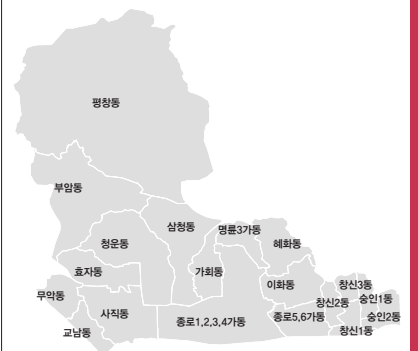 평창동
부암동
삼청동
명륜3가동
청운동
혜화동
효자동
가회동
이화동
창신3동
무악동
숭인1동
창신2동
사직동
종로1,2,3,4가동
종로5,6가동
숭인2동
교남동
창신1동